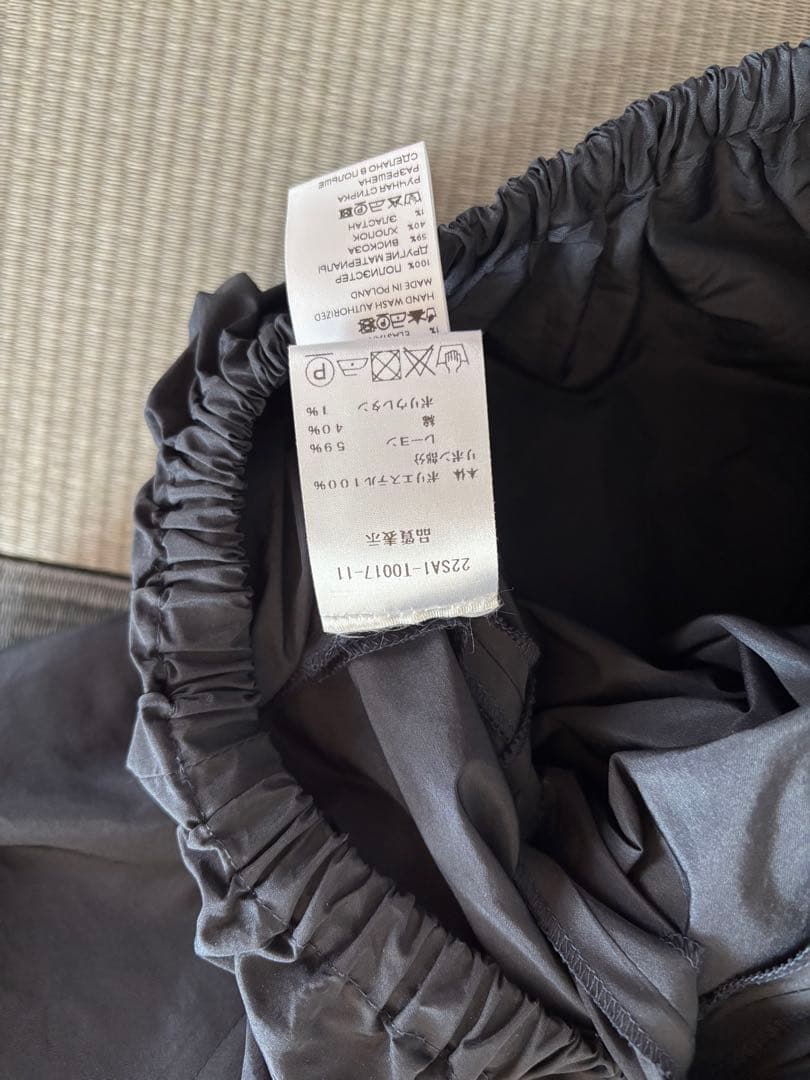 22SA1-T0017-11
品質表示
本体 ポリエステル100%
リボン部分
レーヨン 59%
綿 40%
ポリウレタン 1%
P
1% ELASTAN
HAND WASH AUTHORIZED
MADE IN POLAND
100% ПОЛИЭСТЕР
ДРУГИЕ МАТЕРИАЛЫ
59% ВИСКОЗА
40% ХЛОПОК
1% ЭЛАСТАН
РУЧНАЯ СТИРКА
РАЗРЕШЕНА
СДЕЛАНО В ПОЛЬШЕ